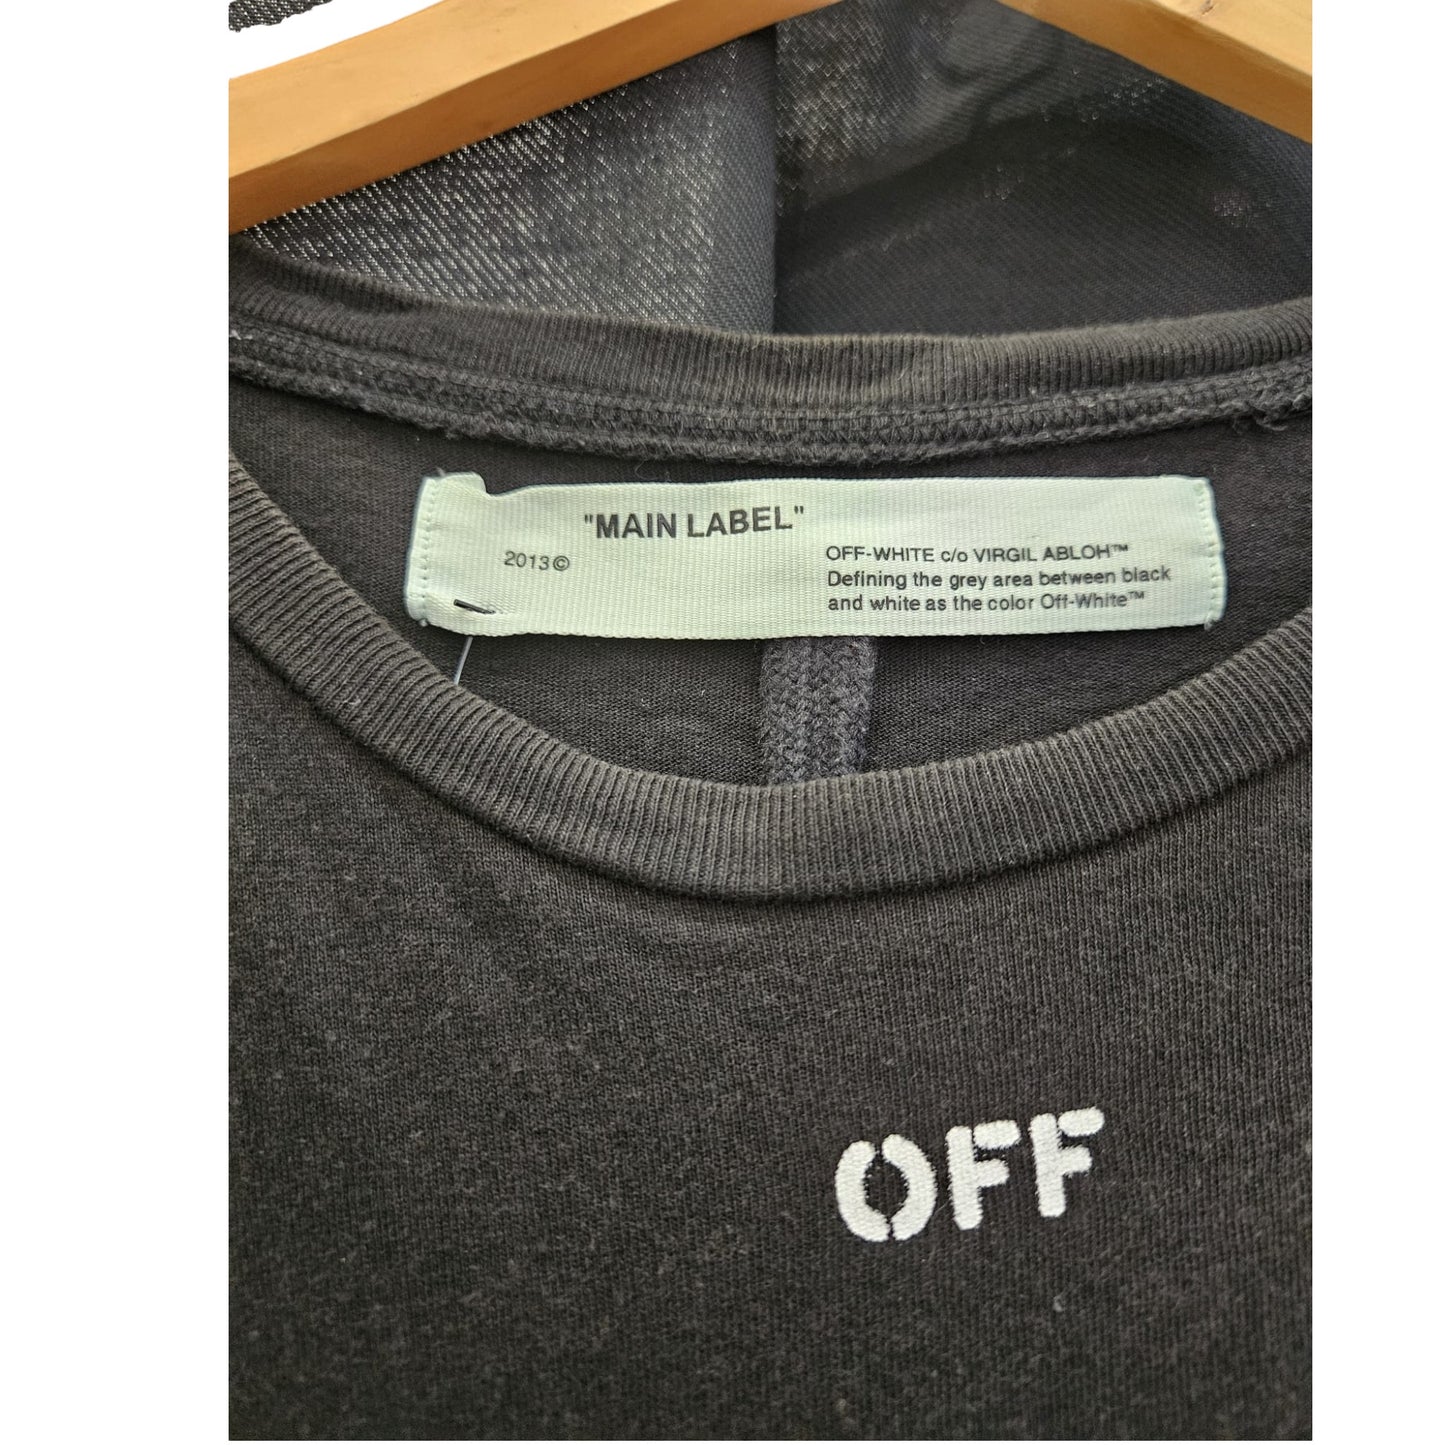 "MAIN LABEL"
2013©
OFF-WHITE c/o VIRGIL ABLOH™
Defining the grey area between black
and white as the color Off-White™
OFF